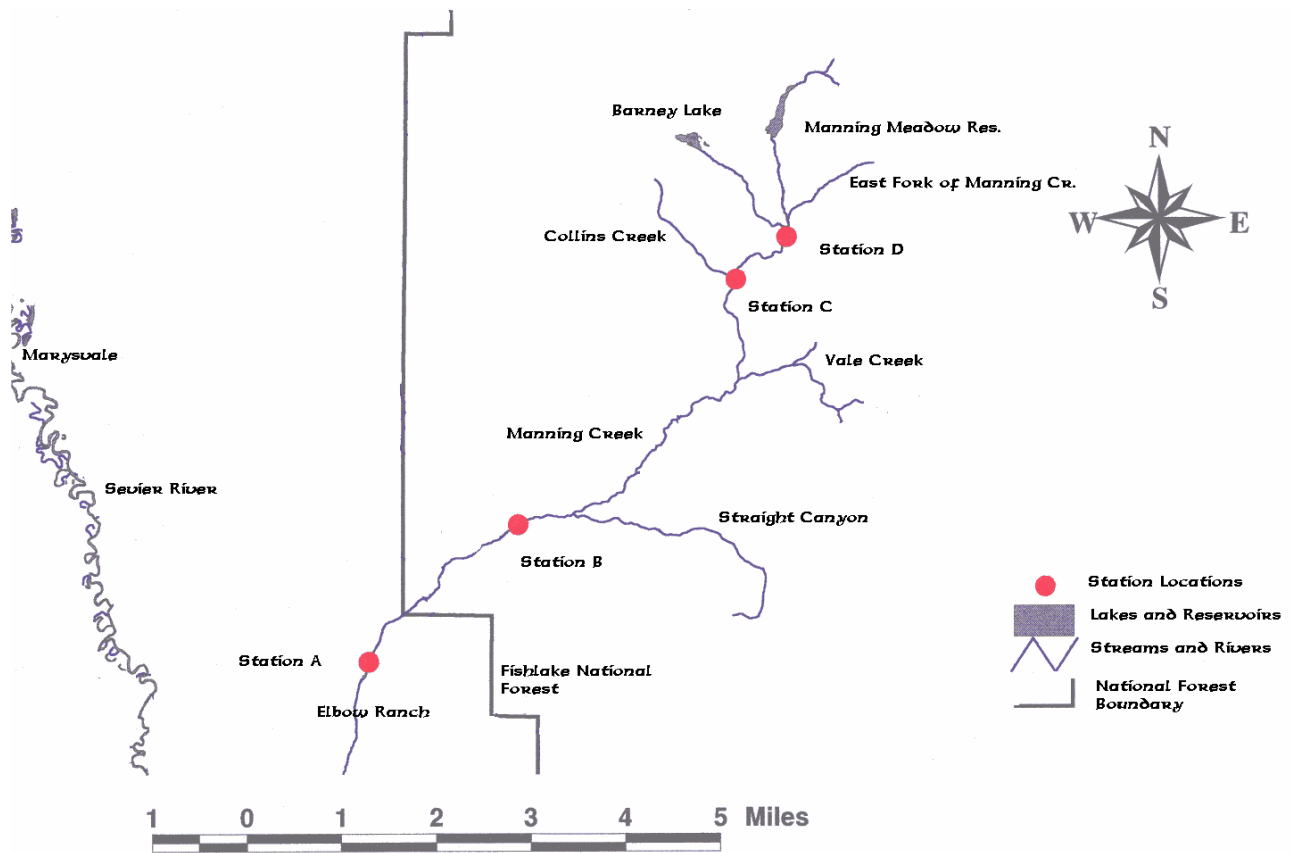 N
Barney Lake
Manning Meadow Res.
East Fork of Manning Cr.
W
E
Collins Creek
Station D
S
Station C
Marysvale
Vale Creek
Manning Creek
Sevier River
Straight Canyon
Station B
Station Locations
Lakes and Reservoirs
Streams and Rivers
Station A
Fishlake National
Forest
National Forest
Boundary
Elbow Ranch
1 0 1 2 3 4 5 Miles